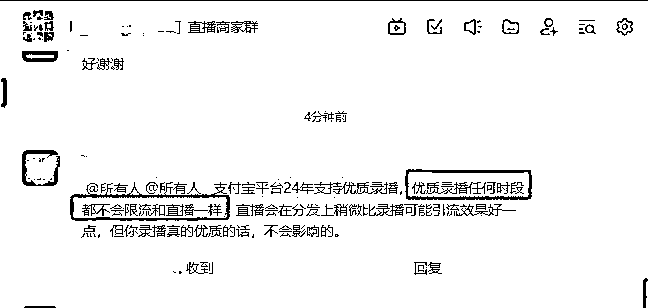 直播商家群
好谢谢
4分钟前
@所有人 @所有人 支付宝平台24年支持优质录播，优质录播任何时段
都不会限流和直播一样，直播会在分发上稍微比录播可能引流效果好一
点，但你录播真的优质的话，不会影响的。
收到 回复